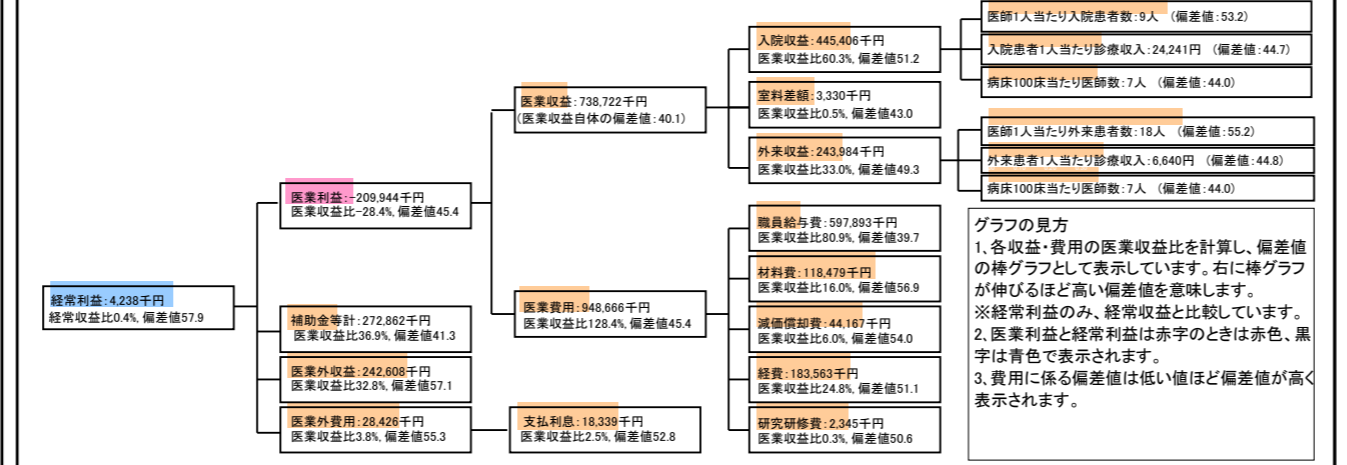 経常利益:4,238千円
経常収益比0.4%, 偏差値57.9
医業利益:-209,944千円
医業収益比-28.4%, 偏差値45.4
補助金等計:272,862千円
医業収益比36.9%, 偏差値41.3
医業外収益:242,608千円
医業収益比32.8%, 偏差値57.1
医業外費用:28,426千円
医業収益比3.8%, 偏差値55.3
医業収益:738,722千円
(医業収益自体の偏差値:40.1)
医業費用:948,666千円
医業収益比128.4%, 偏差値45.4
支払利息:18,339千円
医業収益比2.5%, 偏差値52.8
入院収益:445,406千円
医業収益比60.3%, 偏差値51.2
室料差額:3,330千円
医業収益比0.5%, 偏差値43.0
外来収益:243,984千円
医業収益比33.0%, 偏差値49.3
職員給与費:597,893千円
医業収益比80.9%, 偏差値39.7
材料費:118,479千円
医業収益比16.0%, 偏差値56.9
減価償却費:44,167千円
医業収益比6.0%, 偏差値54.0
経費:183,563千円
医業収益比24.8%, 偏差値51.1
研究研修費:2,345千円
医業収益比0.3%, 偏差値50.6
医師1人当たり入院患者数:9人 (偏差値:53.2)
入院患者1人当たり診療収入:24,241円 (偏差値:44.7)
病床100床当たり医師数:7人 (偏差値:44.0)
医師1人当たり外来患者数:18人 (偏差値:55.2)
外来患者1人当たり診療収入:6,640円 (偏差値:44.8)
病床100床当たり医師数:7人 (偏差値:44.0)
グラフの見方
1、各収益・費用の医業収益比を計算し、偏差値
の棒グラフとして表示しています。右に棒グラフ
が伸びるほど高い偏差値を意味します。
※経常利益のみ、経常収益と比較しています。
2、医業利益と経常利益は赤字のときは赤色、黒
字は青色で表示されます。
3、費用に係る偏差値は低い値ほど偏差値が高く
表示されます。